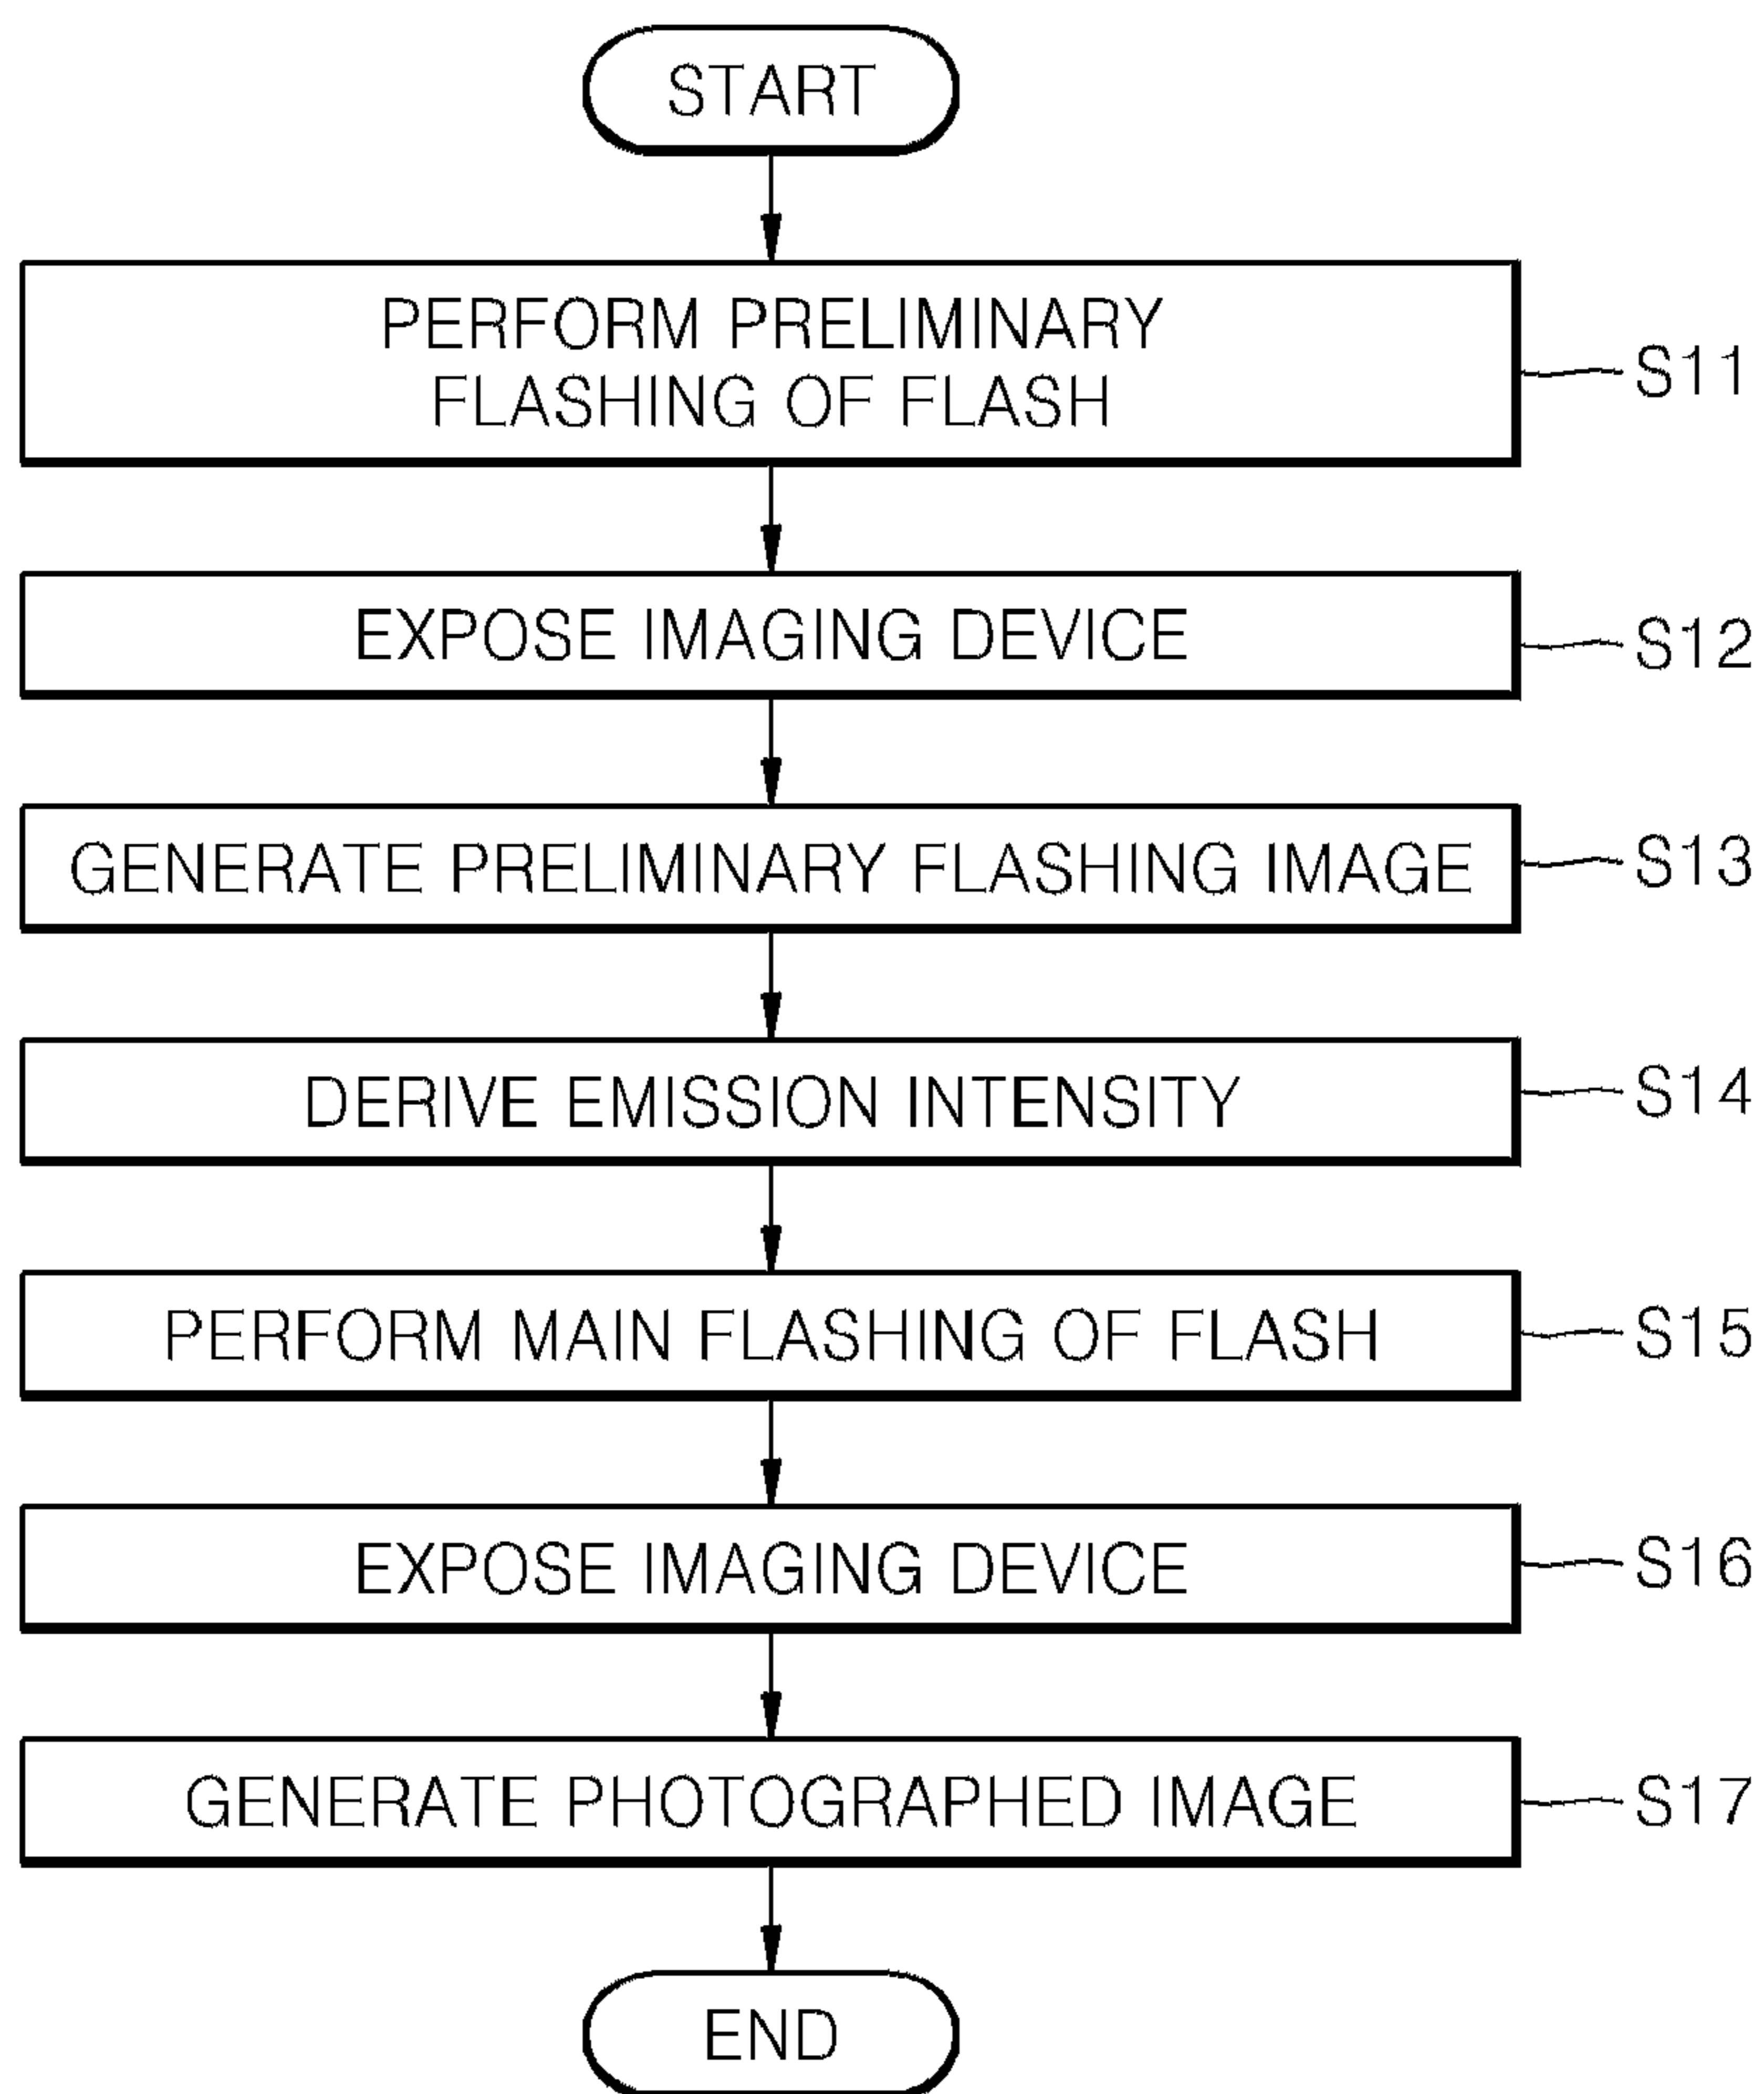 START
PERFORM PRELIMINARY
FLASHING OF FLASH
S11
EXPOSE IMAGING DEVICE
S12
GENERATE PRELIMINARY FLASHING IMAGE
S13
DERIVE EMISSION INTENSITY
S14
PERFORM MAIN FLASHING OF FLASH
S15
EXPOSE IMAGING DEVICE
S16
GENERATE PHOTOGRAPHED IMAGE
S17
END